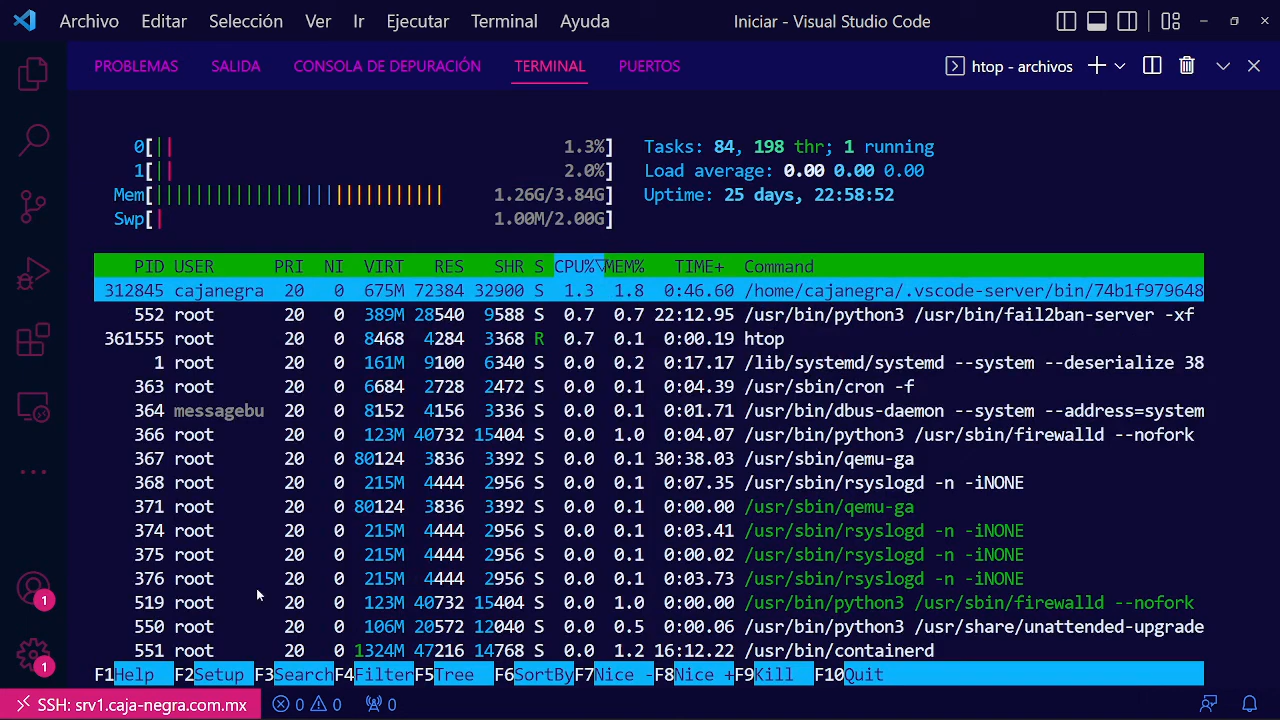 Archivo Editar Selección Ver Ir Ejecutar Terminal Ayuda Iniciar - Visual Studio Code
PROBLEMAS SALIDA CONSOLA DE DEPURACIÓN TERMINAL PUERTOS htop - archivos
0[|| 1.3%] Tasks: 84, 198 thr; 1 running
1[|| 2.0%] Load average: 0.00 0.00 0.00
Mem[||||||||||||||||||||||||||||| 1.26G/3.84G] Uptime: 25 days, 22:58:52
Swp[| 1.00M/2.00G]
PID USER PRI NI VIRT RES SHR S CPU%▽MEM% TIME+ Command
312845 cajanegra 20 0 675M 72384 32900 S 1.3 1.8 0:46.60 /home/cajanegra/.vscode-server/bin/74b1f979648
552 root 20 0 389M 28540 9588 S 0.7 0.7 22:12.95 /usr/bin/python3 /usr/bin/fail2ban-server -xf
361555 root 20 0 8468 4284 3368 R 0.7 0.1 0:00.19 htop
1 root 20 0 161M 9100 6340 S 0.0 0.2 0:17.17 /lib/systemd/systemd --system --deserialize 38
363 root 20 0 6684 2728 2472 S 0.0 0.1 0:04.39 /usr/sbin/cron -f
364 messagebu 20 0 8152 4156 3336 S 0.0 0.1 0:01.71 /usr/bin/dbus-daemon --system --address=system
366 root 20 0 123M 40732 15404 S 0.0 1.0 0:04.07 /usr/bin/python3 /usr/sbin/firewalld --nofork
367 root 20 0 80124 3836 3392 S 0.0 0.1 30:38.03 /usr/sbin/qemu-ga
368 root 20 0 215M 4444 2956 S 0.0 0.1 0:07.35 /usr/sbin/rsyslogd -n -iNONE
371 root 20 0 80124 3836 3392 S 0.0 0.1 0:00.00 /usr/sbin/qemu-ga
374 root 20 0 215M 4444 2956 S 0.0 0.1 0:03.41 /usr/sbin/rsyslogd -n -iNONE
375 root 20 0 215M 4444 2956 S 0.0 0.1 0:00.02 /usr/sbin/rsyslogd -n -iNONE
376 root 20 0 215M 4444 2956 S 0.0 0.1 0:03.73 /usr/sbin/rsyslogd -n -iNONE
519 root 20 0 123M 40732 15404 S 0.0 1.0 0:00.00 /usr/bin/python3 /usr/sbin/firewalld --nofork
550 root 20 0 106M 20572 12040 S 0.0 0.5 0:00.06 /usr/bin/python3 /usr/share/unattended-upgrade
551 root 20 0 1324M 47216 14768 S 0.0 1.2 16:12.22 /usr/bin/containerd
F1Help F2Setup F3SearchF4FilterF5Tree F6SortByF7Nice -F8Nice +F9Kill F10Quit
1
1
SSH: srv1.caja-negra.com.mx 0 0 0